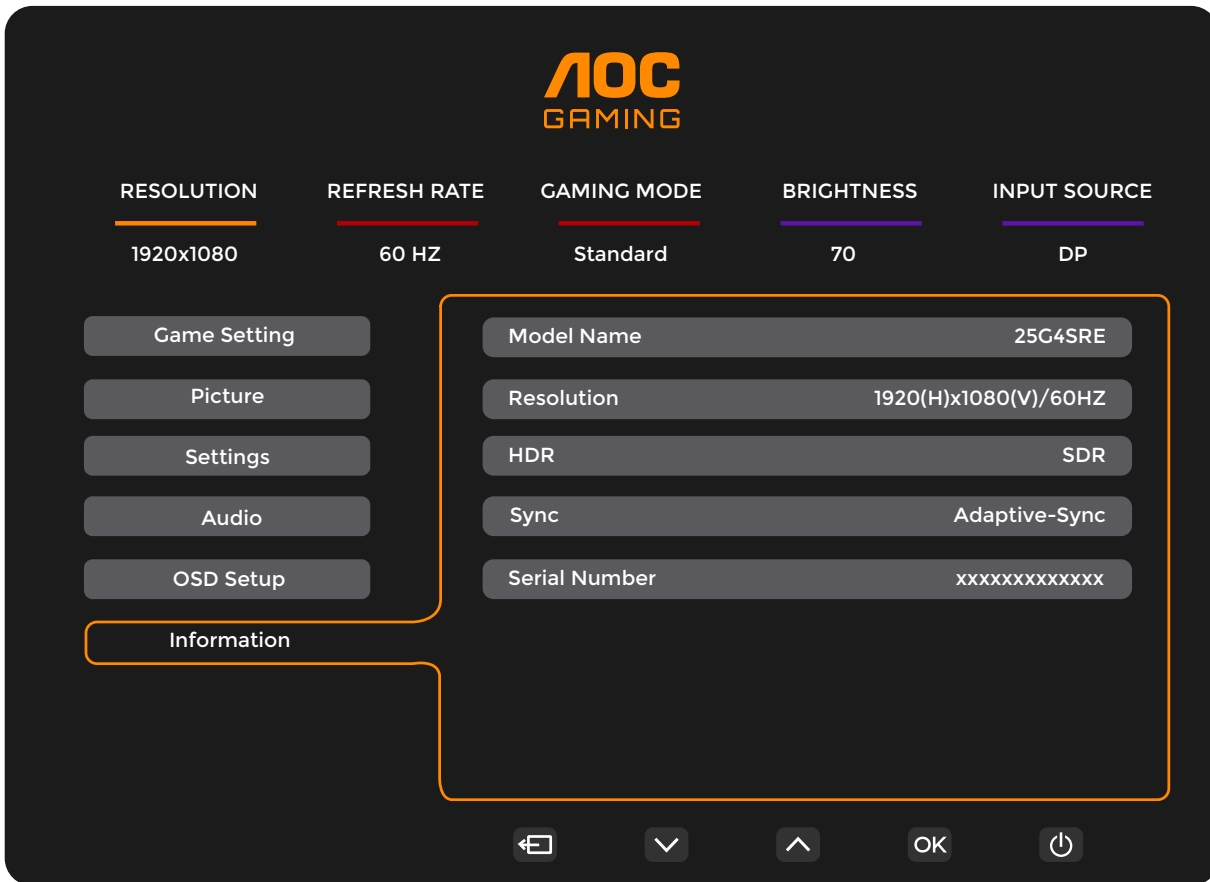 AOC
GAMING
RESOLUTION REFRESH RATE GAMING MODE BRIGHTNESS INPUT SOURCE
1920x1080 60 HZ Standard 70 DP
Game Setting
Picture
Settings
Audio
OSD Setup
Information
Model Name 25G4SRE
Resolution 1920(H)x1080(V)/60HZ
HDR SDR
Sync Adaptive-Sync
Serial Number xxxxxxxxxxxxx
OK